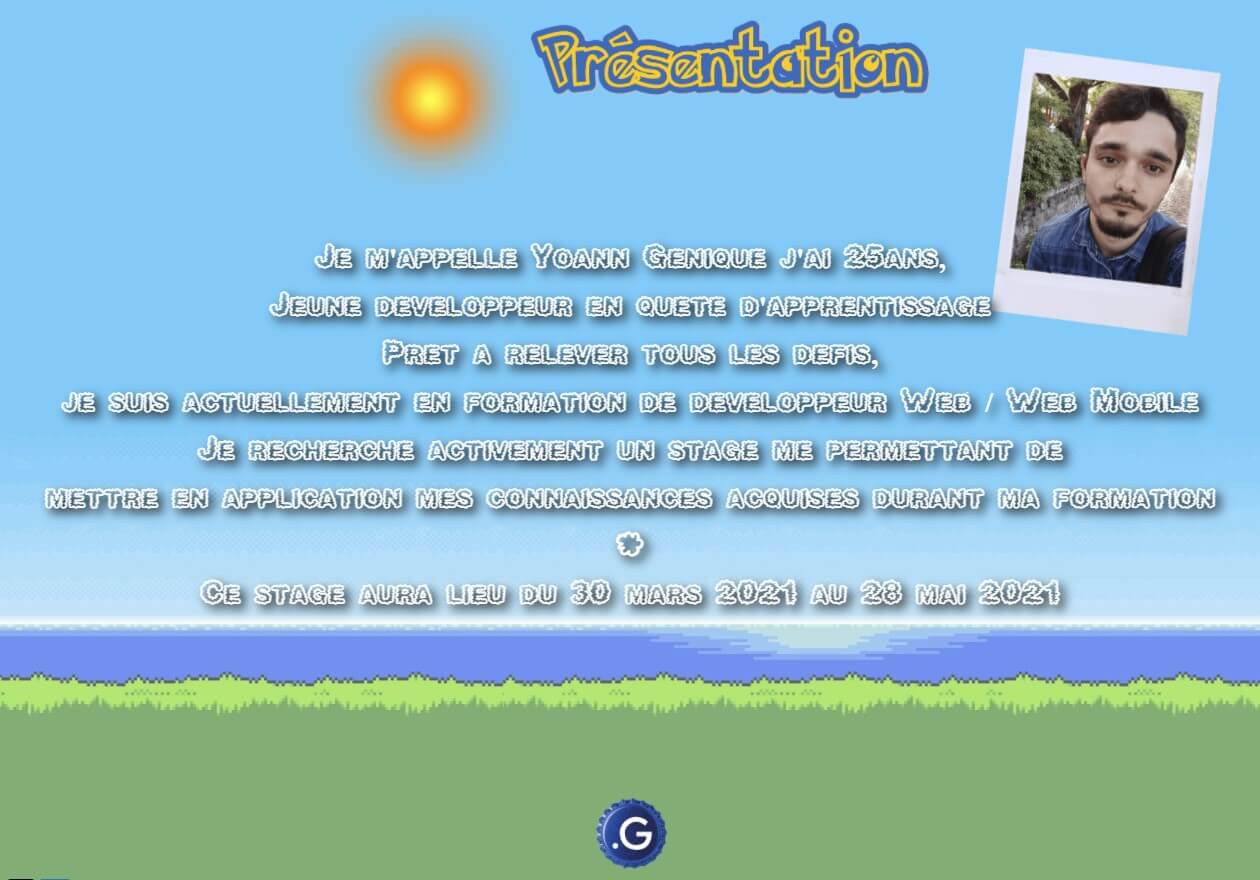 Présentation
Je m'appelle Yoann Genique j'ai 25ans,
Jeune developpeur en quete d'apprentissage
Pret a relever tous les defis,
je suis actuellement en formation de developpeur Web / Web Mobile
Je recherche activement un stage me permettant de
mettre en application mes connaissances acquises durant ma formation
Ce stage aura lieu du 30 mars 2021 au 28 mai 2021
.G